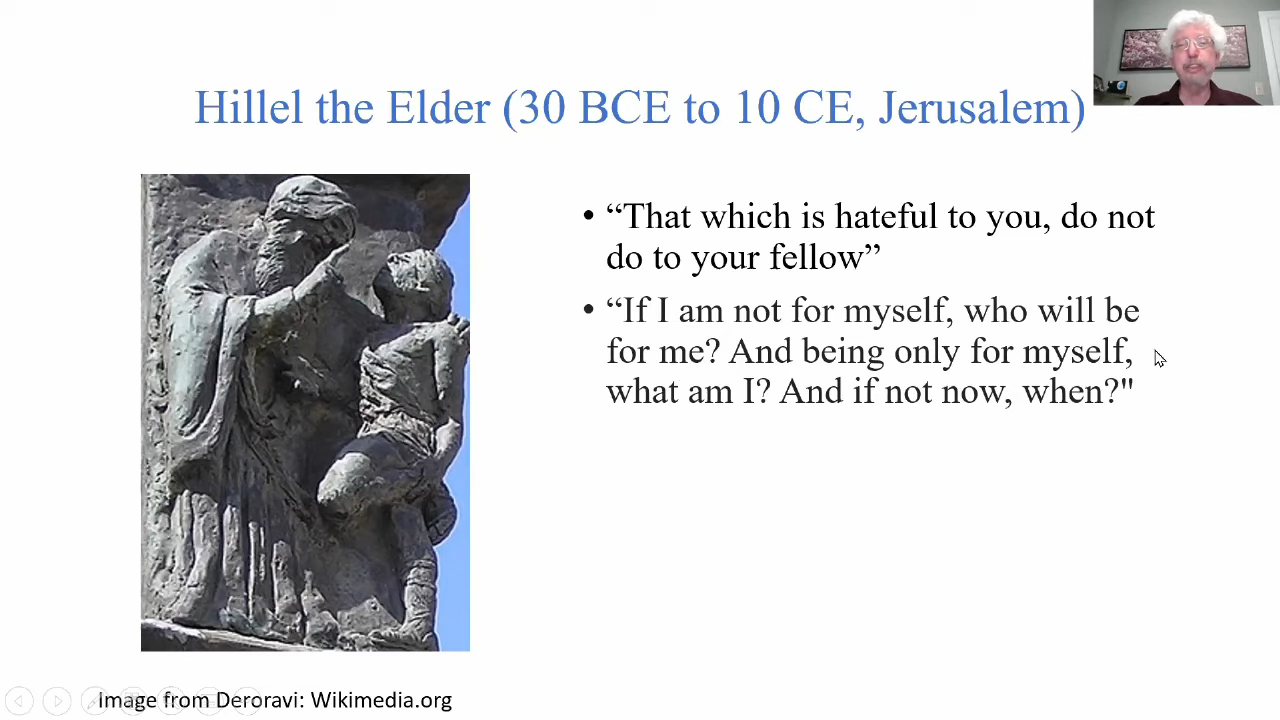 Hillel the Elder (30 BCE to 10 CE, Jerusalem)
• “That which is hateful to you, do not
do to your fellow”
• “If I am not for myself, who will be
for me? And being only for myself,
what am I? And if not now, when?"
Image from Deroravi: Wikimedia.org